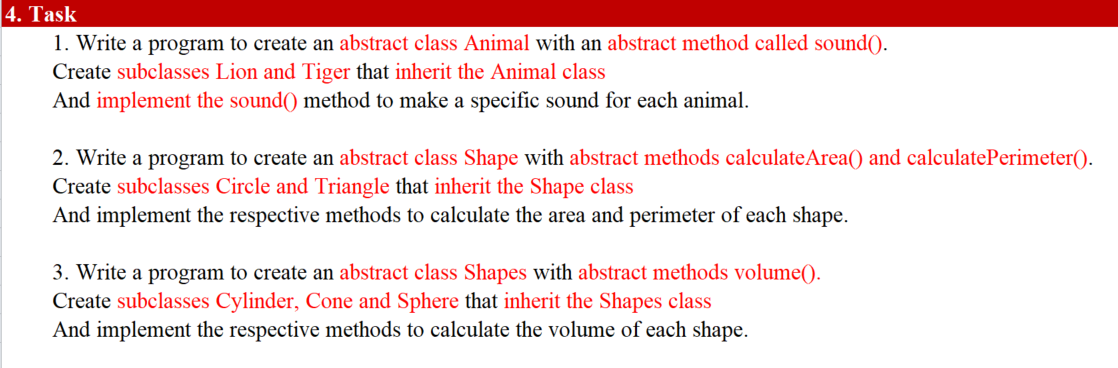 4. Task
1. Write a program to create an abstract class Animal with an abstract method called sound().
Create subclasses Lion and Tiger that inherit the Animal class
And implement the sound() method to make a specific sound for each animal.
2. Write a program to create an abstract class Shape with abstract methods calculateArea() and calculatePerimeter().
Create subclasses Circle and Triangle that inherit the Shape class
And implement the respective methods to calculate the area and perimeter of each shape.
3. Write a program to create an abstract class Shapes with abstract methods volume().
Create subclasses Cylinder, Cone and Sphere that inherit the Shapes class
And implement the respective methods to calculate the volume of each shape.